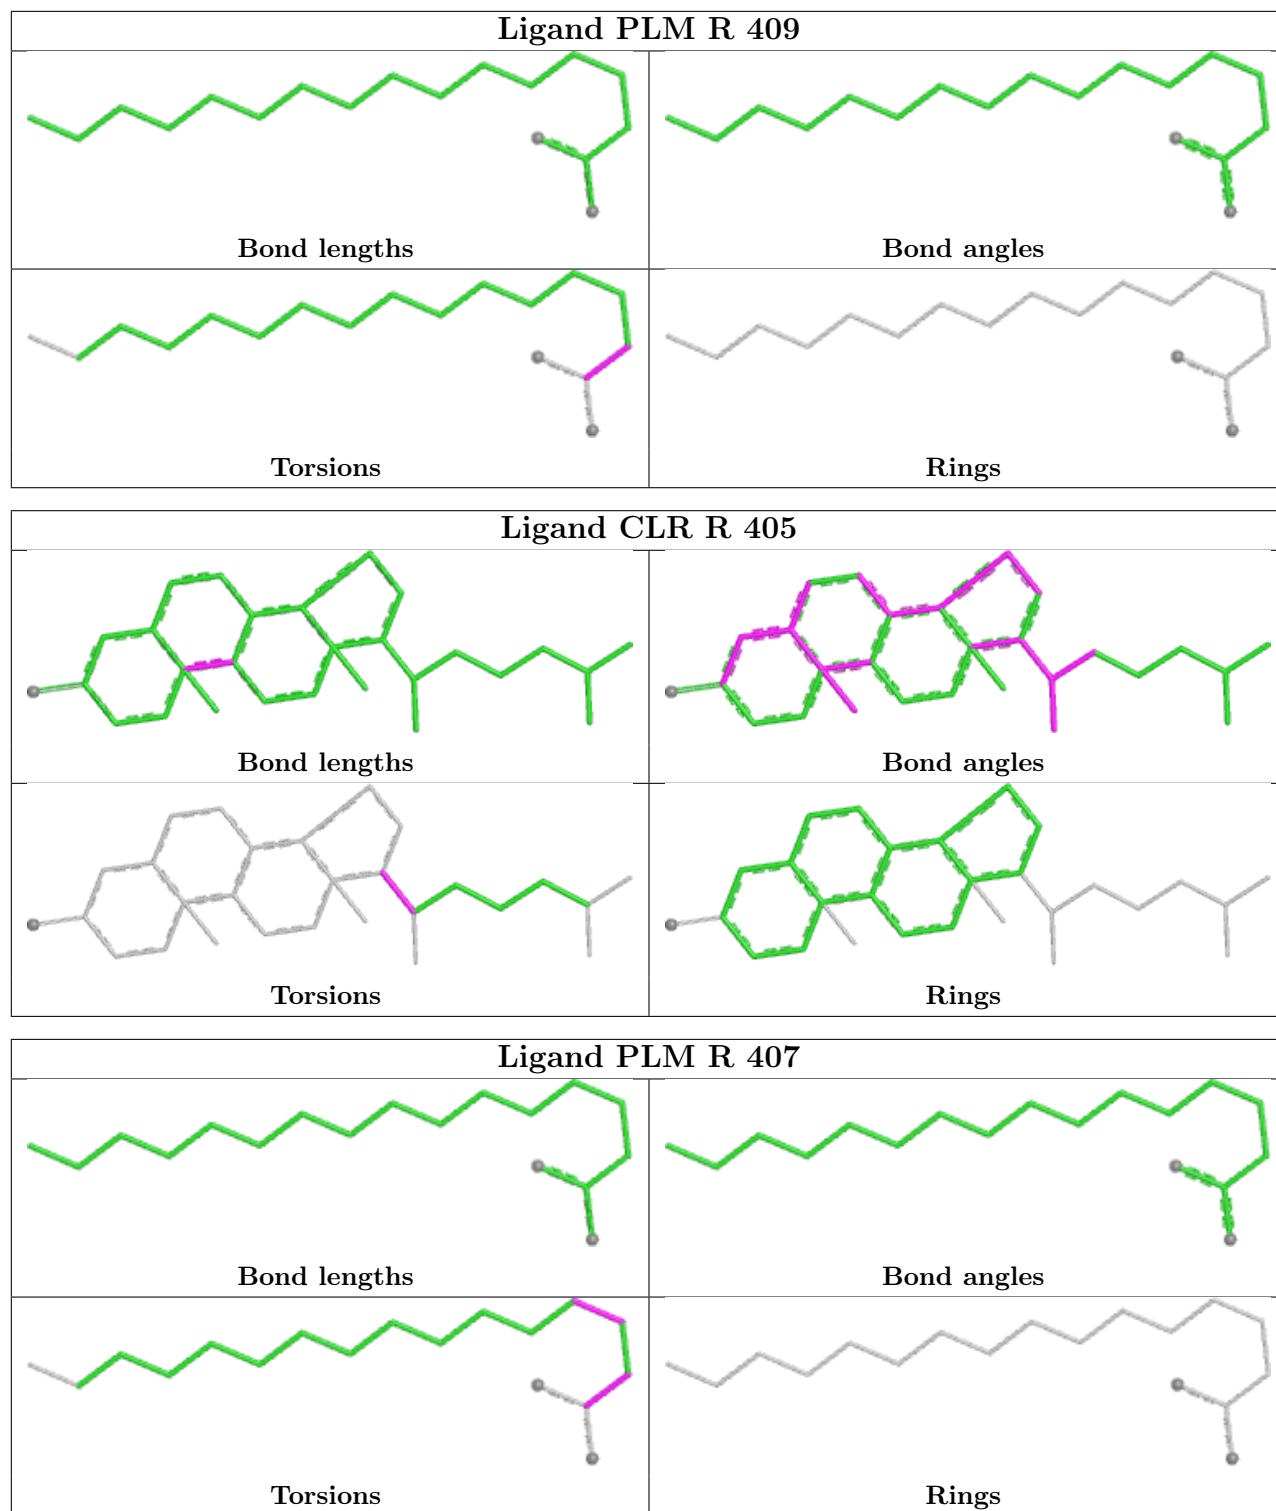 Ligand PLM R 409
Bond lengths
Bond angles
Torsions
Rings
Ligand CLR R 405
Bond lengths
Bond angles
Torsions
Rings
Ligand PLM R 407
Bond lengths
Bond angles
Torsions
Rings